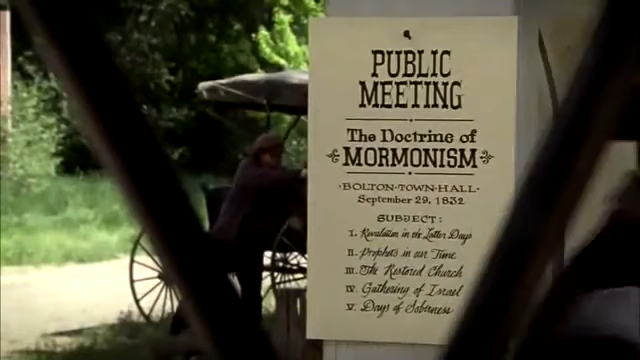 PUBLIC
MEETING
The Doctrine of
MORMONISM
·BOLTON·TOWN·HALL·
September 29, 1832
SUBJECT:
I. Revelation in the Latter Days
II. Prophets in our Time
III. The Restored Church
IV. Gathering of Israel
V. Days of Soberness